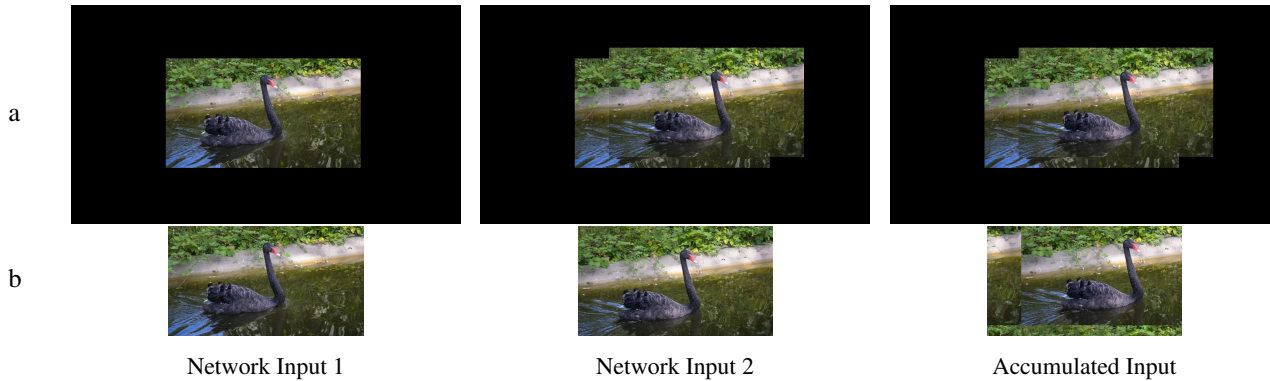 a
b
Network Input 1
Network Input 2
Accumulated Input